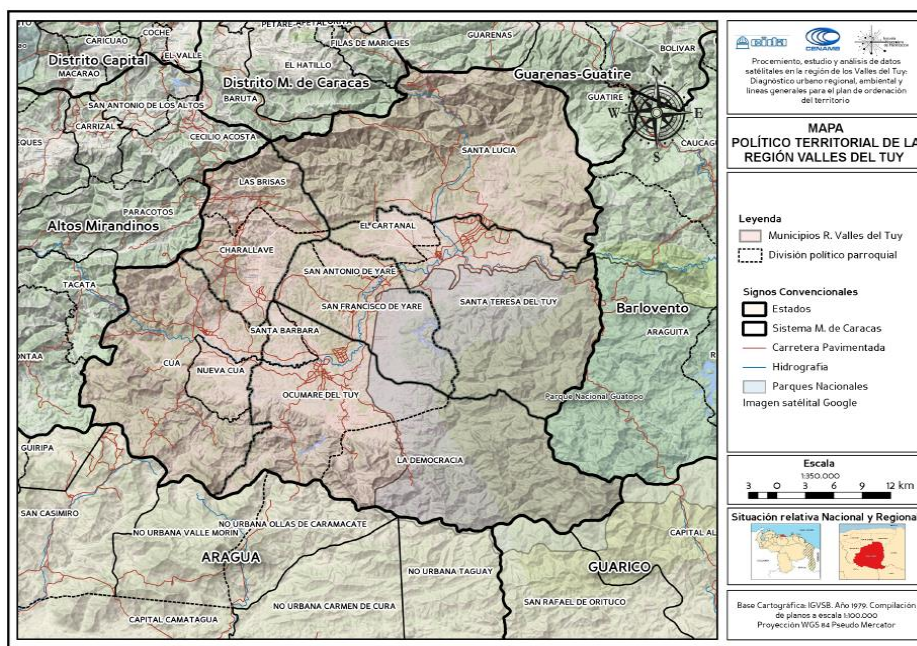 COCHE
PETARE
CAPETALURITA
GUARENAS
CARICUAO
FILAS DE MARICHES
BOLIVAR
EL VALLE
Distrito Capital
EL HATILLO
MACARAO
Distrito M. de Caracas
Guarenas-Guatire
BARUTA
GUATIRE
SAN ANTONIO DE LOS ALTOS
CARRIZAL
CECILIO ACOSTA
CAUCAG
SANTA LUCIA
LAS BRISAS
PARACOTOS
Altos Mirandinos
EL CARTANAL
CHARALLAVE
SAN ANTONIO DE YARE
TACATA
SAN FRANCISCO DE YARE
SANTA TERESA DEL TUY
Barlovento
SANTA BARBARA
ARAGUITA
CUA
NUEVA CUA
OCUMARE DEL TUY
Parque Nacional Guatopo
GUIRIPA
LA DEMOCRACIA
SAN CASIMIRO
NO URBANA OLLAS DE CARAMACATE
NO URBANA VALLE MORIN
CAPITAL AL
ARAGUA
NO URBANA TAGUAY
GUARICO
NO URBANA CARMEN DE CURA
SAN RAFAEL DE ORITUCO
CAPITAL CAMATAGUA
N
W E
S
CENAMB
Procemiento, estudio y análisis de datos
satélitales en la región de los Valles del Tuy:
Diagnóstico urbano regional, ambiental y
lineas generales para el plan de ordenación
del territorio
MAPA
POLÍTICO TERRITORIAL DE LA
REGIÓN VALLES DEL TUY
Leyenda
Municipios R. Valles del Tuy
División politico parroquial
Signos Convencionales
Estados
Sistema M. de Caracas
Carretera Pavimentada
Hidrografia
Parques Nacionales
Imagen satélital Google
Escala
1:350.000
3 0 3 6 9 12 km
Situación relativa Nacional y Regional
Base Cartográfica: IGVSB. Año 1979. Compilación
de planos a escala 1:100.000
Proyección WGS 84 Pseudo Mercator